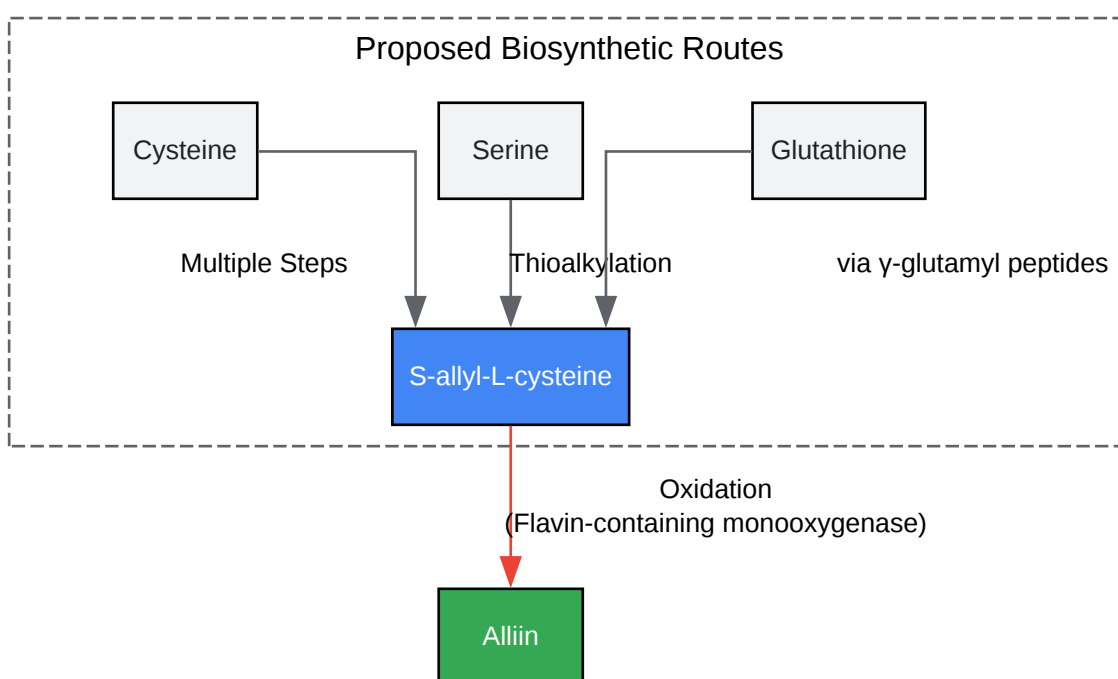 Proposed Biosynthetic Routes
Cysteine
Serine
Glutathione
Multiple Steps
Thioalkylation
via γ-glutamyl peptides
S-allyl-L-cysteine
Oxidation
(Flavin-containing monooxygenase)
Alliin